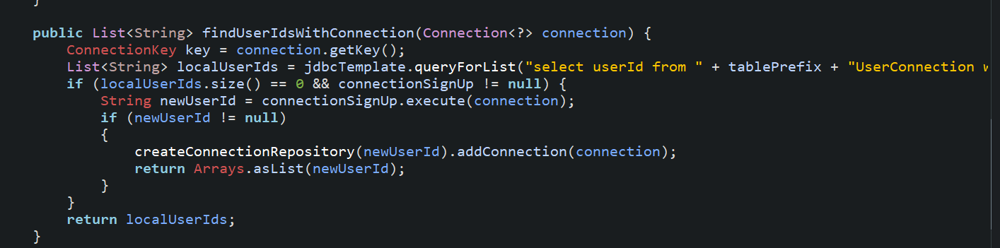 }
public List<String> findUserIdsWithConnection(Connection<?> connection) {
ConnectionKey key = connection.getKey();
List<String> localUserIds = jdbcTemplate.queryForList("select userId from " + tablePrefix + "UserConnection w
if (localUserIds.size() == 0 && connectionSignUp != null) {
String newUserId = connectionSignUp.execute(connection);
if (newUserId != null)
{
createConnectionRepository(newUserId).addConnection(connection);
return Arrays.asList(newUserId);
}
}
return localUserIds;
}